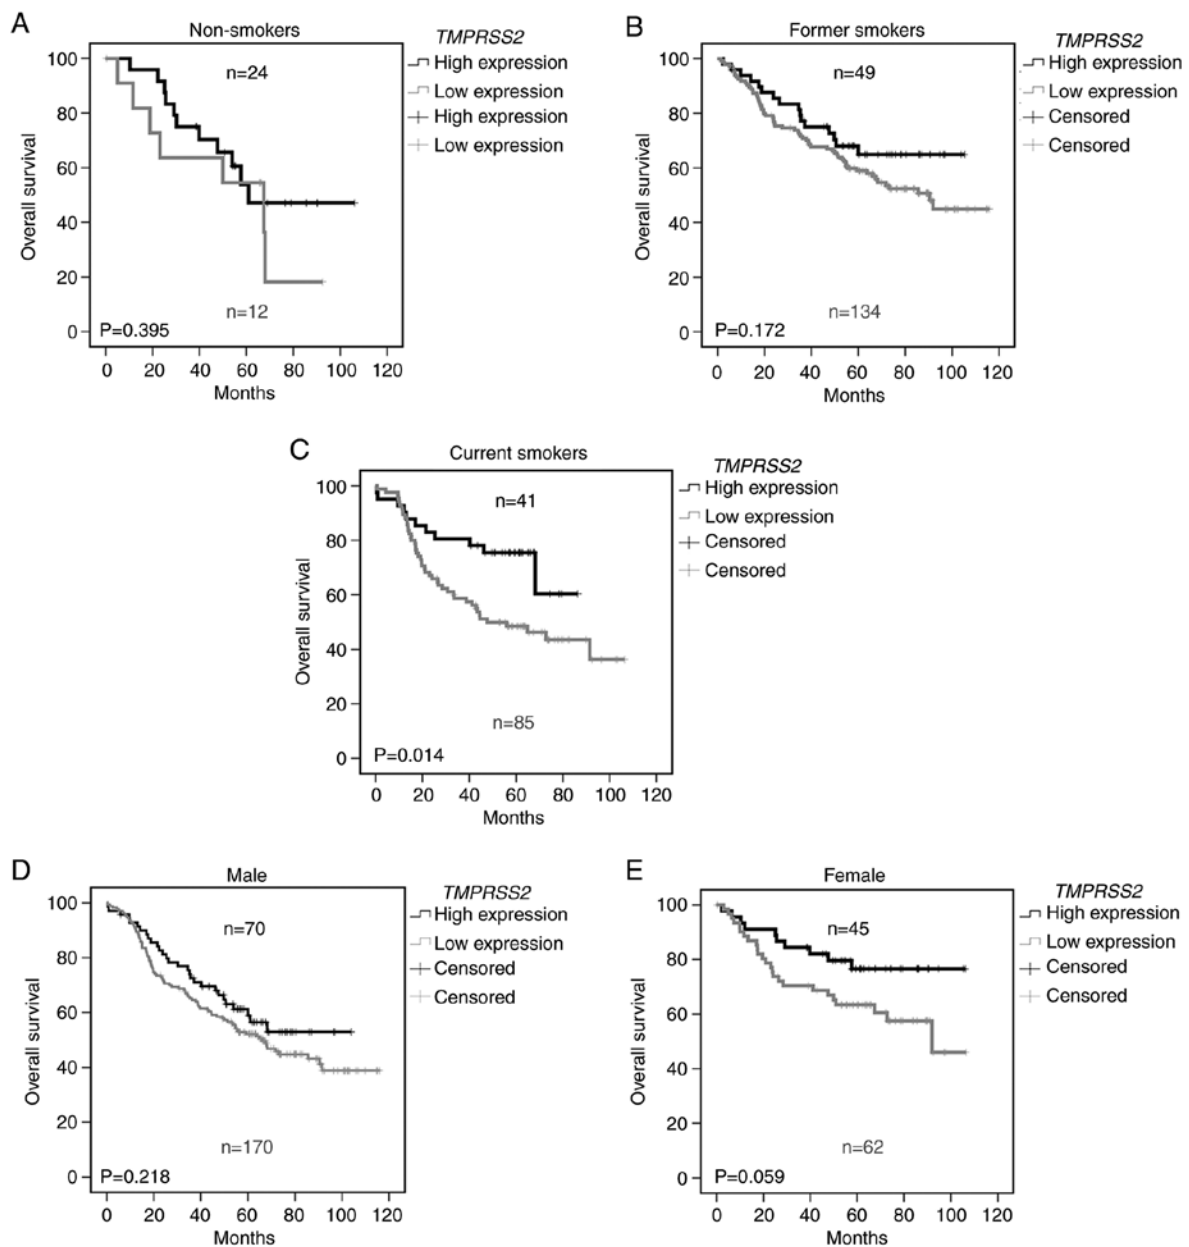 A
Non-smokers
TMPRSS2
High expression
Low expression
High expression
Low expression
n=24
n=12
P=0.395
Overall survival
100
80
60
40
20
0
0 20 40 60 80 100 120
Months
B
Former smokers
TMPRSS2
High expression
Low expression
Censored
Censored
n=49
n=134
P=0.172
Overall survival
100
80
60
40
20
0
0 20 40 60 80 100 120
Months
C
Current smokers
TMPRSS2
High expression
Low expression
Censored
Censored
n=41
n=85
P=0.014
Overall survival
100
80
60
40
20
0
0 20 40 60 80 100 120
Months
D
Male
TMPRSS2
High expression
Low expression
Censored
Censored
n=70
n=170
P=0.218
Overall survival
100
80
60
40
20
0
0 20 40 60 80 100 120
Months
E
Female
TMPRSS2
High expression
Low expression
Censored
Censored
n=45
n=62
P=0.059
Overall survival
100
80
60
40
20
0
0 20 40 60 80 100 120
Months